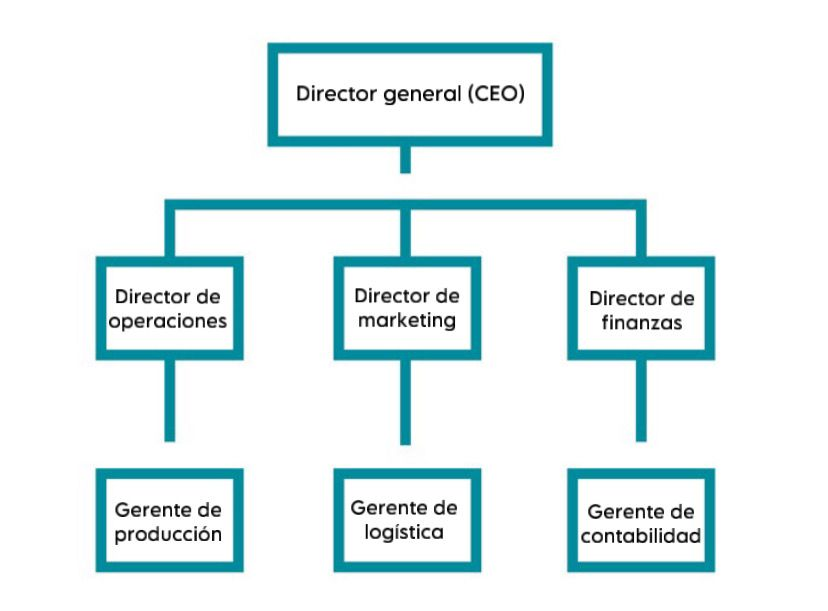 Director general (CEO)
Director de
operaciones
Director de
marketing
Director de
finanzas
Gerente de
producción
Gerente de
logística
Gerente de
contabilidad